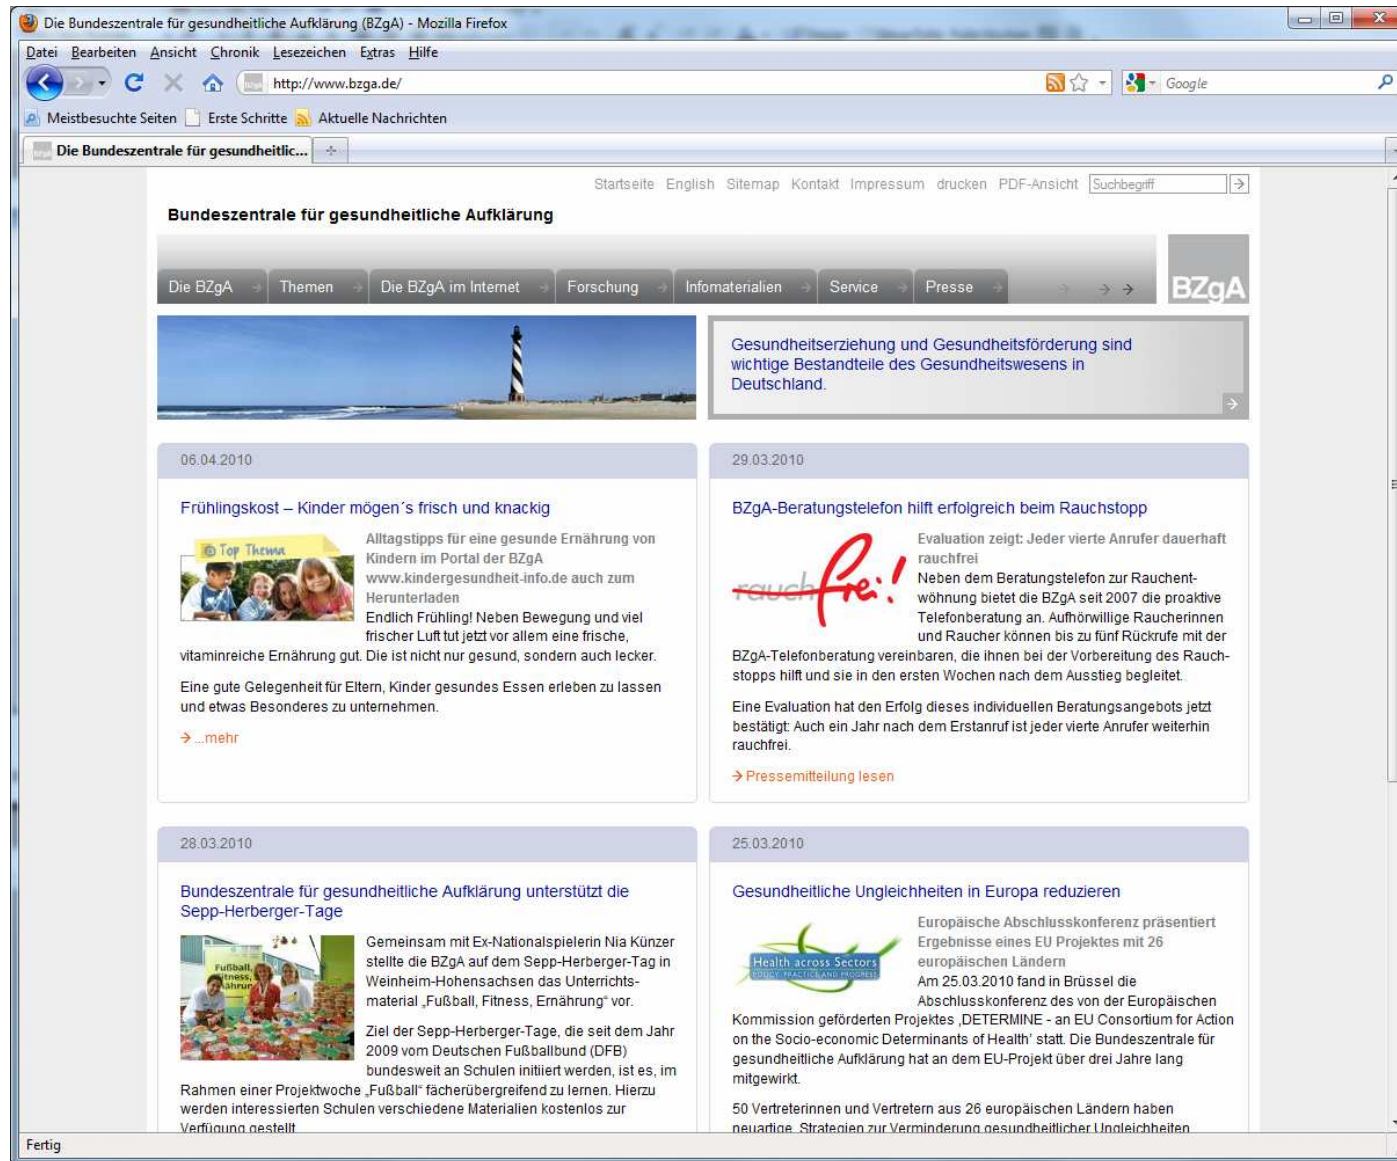 Die Bundeszentrale für gesundheitliche Aufklärung (BZgA) - Mozilla Firefox
Datei Bearbeiten Ansicht Chronik Lesezeichen Extras Hilfe
http://www.bzga.de/
Google
Meistbesuchte Seiten Erste Schritte Aktuelle Nachrichten
Die Bundeszentrale für gesundheitlic...
Startseite English Sitemap Kontakt Impressum drucken PDF-Ansicht Suchbegriff
Bundeszentrale für gesundheitliche Aufklärung
Die BZgA Themen Die BZgA im Internet Forschung Infomaterialien Service Presse
BZgA
Gesundheitserziehung und Gesundheitsförderung sind
wichtige Bestandteile des Gesundheitswesens in
Deutschland.
06.04.2010
Frühlingskost – Kinder mögen´s frisch und knackig
Top Thema
Alltagstipps für eine gesunde Ernährung von
Kindern im Portal der BZgA
www.kindergesundheit-info.de auch zum
Herunterladen
Endlich Frühling! Neben Bewegung und viel
frischer Luft tut jetzt vor allem eine frische,
vitaminreiche Ernährung gut. Die ist nicht nur gesund, sondern auch lecker.
Eine gute Gelegenheit für Eltern, Kinder gesundes Essen erleben zu lassen
und etwas Besonderes zu unternehmen.
→ ...mehr
29.03.2010
BZgA-Beratungstelefon hilft erfolgreich beim Rauchstopp
rauchfrei!
Evaluation zeigt: Jeder vierte Anrufer dauerhaft
rauchfrei
Neben dem Beratungstelefon zur Rauchent-
wöhnung bietet die BZgA seit 2007 die proaktive
Telefonberatung an. Aufhörwillige Raucherinnen
und Raucher können bis zu fünf Rückrufe mit der
BZgA-Telefonberatung vereinbaren, die ihnen bei der Vorbereitung des Rauch-
stopps hilft und sie in den ersten Wochen nach dem Ausstieg begleitet.
Eine Evaluation hat den Erfolg dieses individuellen Beratungsangebots jetzt
bestätigt: Auch ein Jahr nach dem Erstanruf ist jeder vierte Anrufer weiterhin
rauchfrei.
→ Pressemitteilung lesen
28.03.2010
Bundeszentrale für gesundheitliche Aufklärung unterstützt die
Sepp-Herberger-Tage
Fußball,
Gemeinsam mit Ex-Nationalspielerin Nia Künzer
stellte die BZgA auf dem Sepp-Herberger-Tag in
Weinheim-Hohensachsen das Unterrichts-
material „Fußball, Fitness, Ernährung“ vor.
Ziel der Sepp-Herberger-Tage, die seit dem Jahr
2009 vom Deutschen Fußballbund (DFB)
bundesweit an Schulen initiiert werden, ist es, im
Rahmen einer Projektwoche „Fußball“ fächerübergreifend zu lernen. Hierzu
werden interessierten Schulen verschiedene Materialien kostenlos zur
Verfügung gestellt.
25.03.2010
Gesundheitliche Ungleichheiten in Europa reduzieren
Health across Sectors
POLICY, PRACTICE AND PROGRESS
Europäische Abschlusskonferenz präsentiert
Ergebnisse eines EU Projektes mit 26
europäischen Ländern
Am 25.03.2010 fand in Brüssel die
Abschlusskonferenz des von der Europäischen
Kommission geförderten Projektes ‚DETERMINE - an EU Consortium for Action
on the Socio-economic Determinants of Health’ statt. Die Bundeszentrale für
gesundheitliche Aufklärung hat an dem EU-Projekt über drei Jahre lang
mitgewirkt.
50 Vertreterinnen und Vertretern aus 26 europäischen Ländern haben
neuartige Strategien zur Verminderung gesundheitlicher Ungleichheiten
Fertig